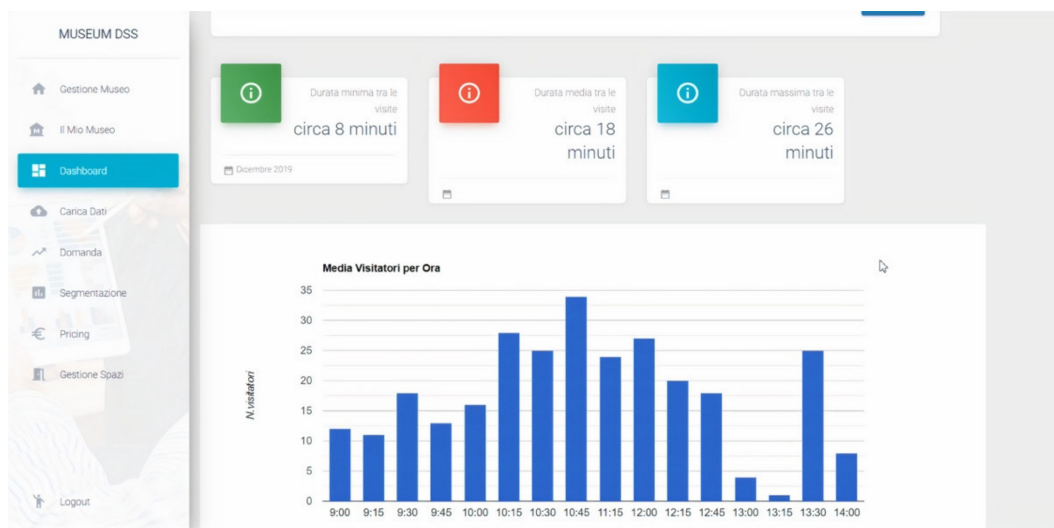 MUSEUM DSS
Gestione Museo
Il Mio Museo
Dashboard
Carica Dati
Domanda
Segmentazione
Pricing
Gestione Spazi
Logout
Durata minima tra le
visite
circa 8 minuti
Dicembre 2019
Durata media tra le
visite
circa 18
minuti
Durata massima tra le
visite
circa 26
minuti
Media Visitatori per Ora
N.visitatori
35
30
25
20
15
10
5
0
9:00 9:15 9:30 9:45 10:00 10:15 10:30 10:45 11:15 12:00 12:15 12:45 13:00 13:15 13:30 14:00